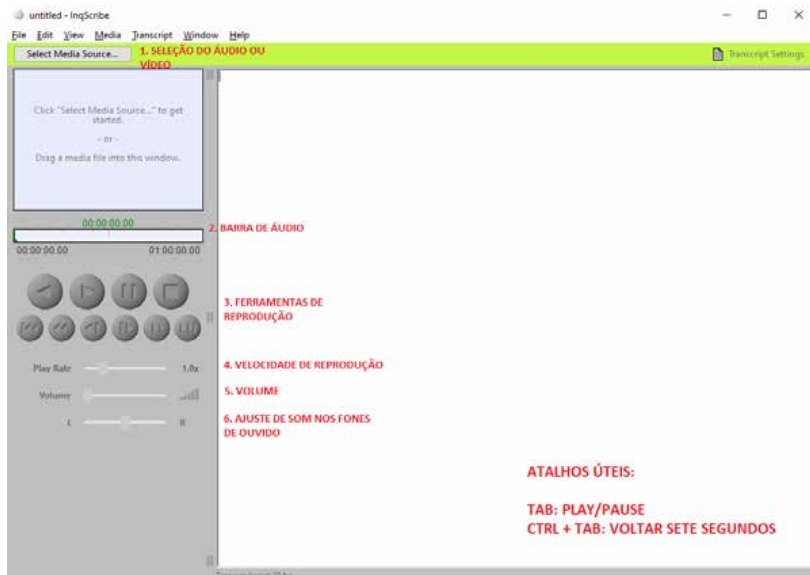 untitled - InqScribe
File Edit View Media Transcript Window Help
Select Media Source...
1. SELEÇÃO DO ÁUDIO OU
VÍDEO
Transcript Settings
Click "Select Media Source..." to get
started.
- or -
Drag a media file into this window.
00:00:00.00
2. BARRA DE ÁUDIO
00:00:00.00 01:00:00.00
3. FERRAMENTAS DE
REPRODUÇÃO
Play Rate 1,0x
4. VELOCIDADE DE REPRODUÇÃO
Volume
5. VOLUME
L R
6. AJUSTE DE SOM NOS FONES
DE OUVIDO
ATALHOS ÚTEIS:
TAB: PLAY/PAUSE
CTRL + TAB: VOLTAR SETE SEGUNDOS